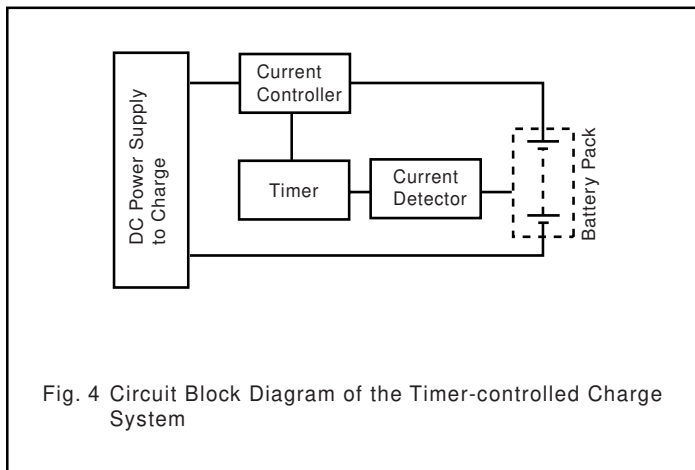 DC Power Supply
to Charge
Current
Controller
Timer
Current
Detector
Battery Pack
Fig. 4 Circuit Block Diagram of the Timer-controlled Charge
System